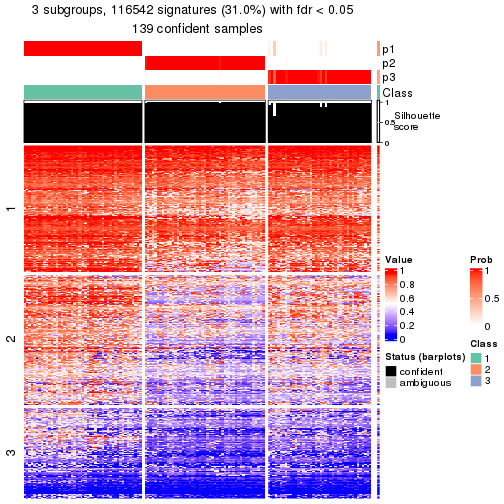 3 subgroups, 116542 signatures (31.0%) with fdr < 0.05
139 confident samples
p1
p2
p3
Class
1
0.5
0
Silhouette
score
1
2
3
Value
1
0.8
0.6
0.4
0.2
0
Status (barplots)
confident
ambiguous
Prob
1
0.5
0
Class
1
2
3